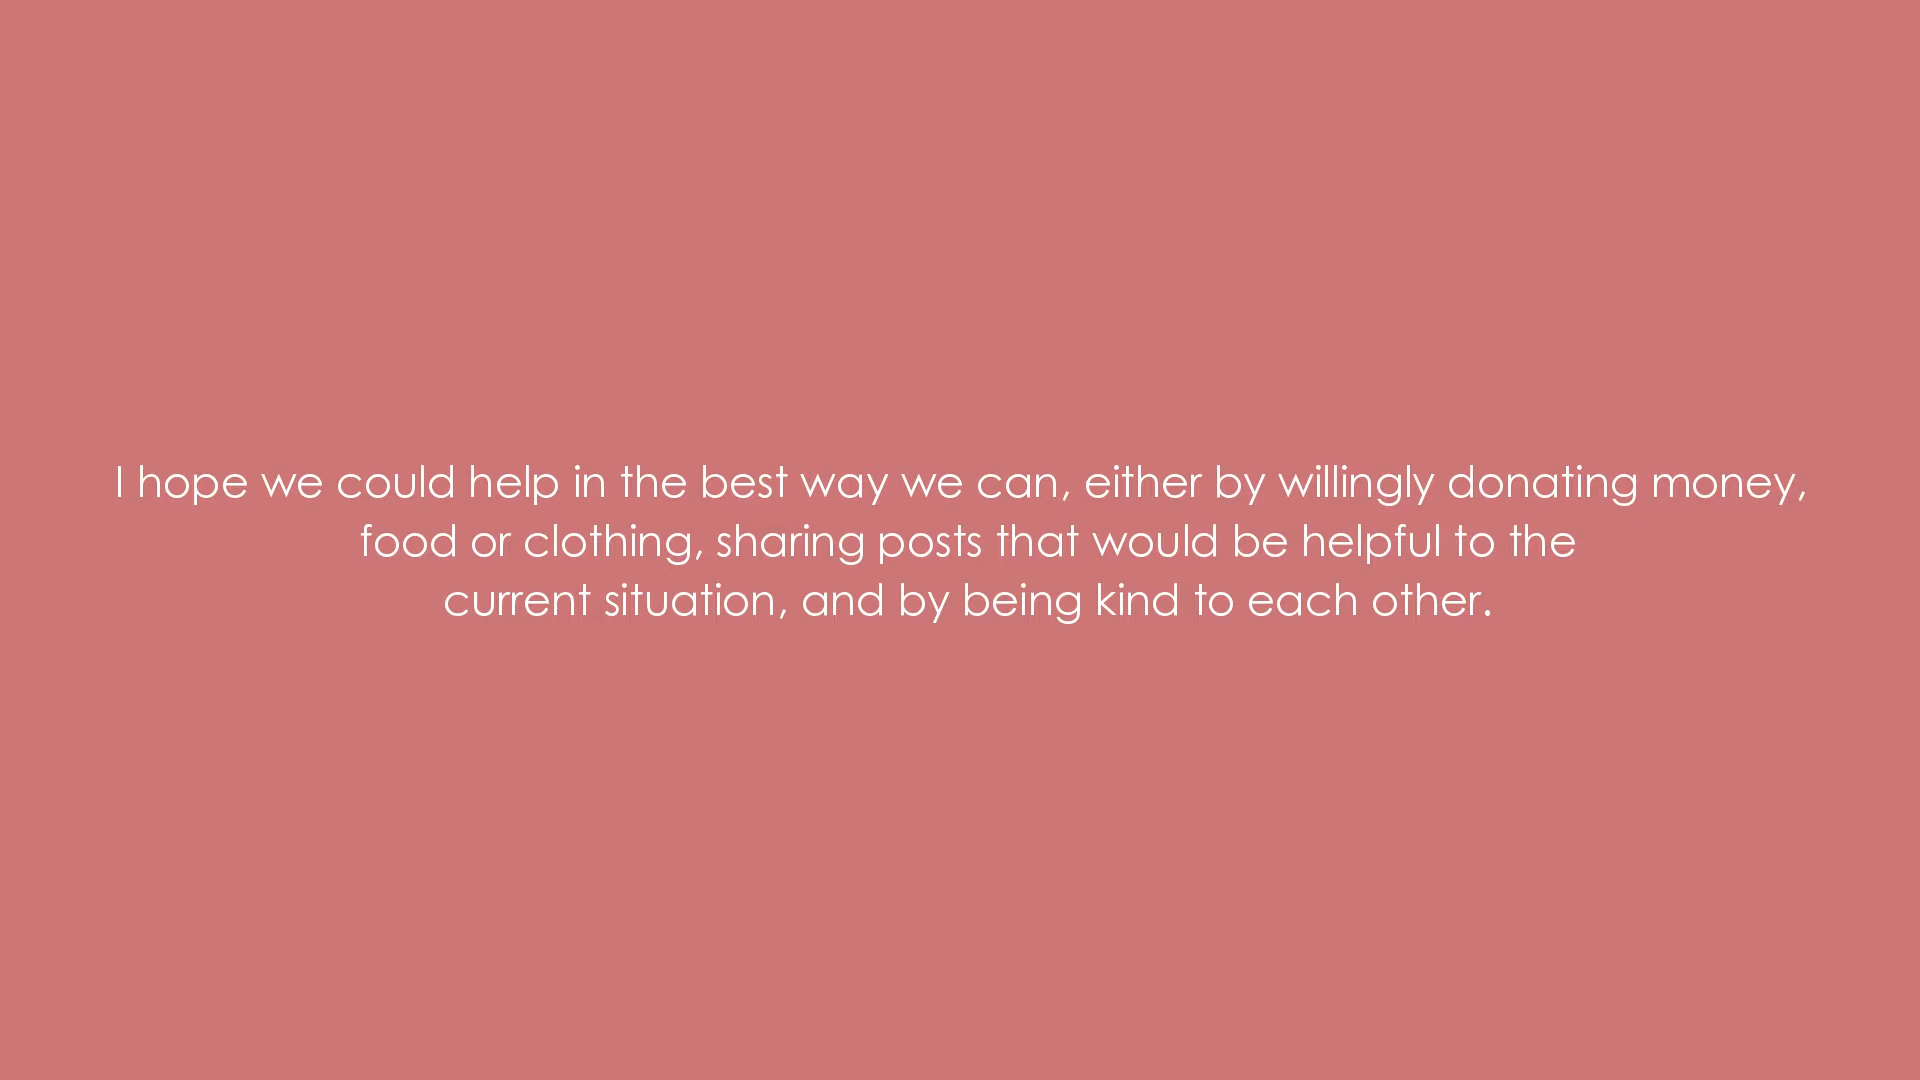 I hope we could help in the best way we can, either by willingly donating money,
food or clothing, sharing posts that would be helpful to the
current situation, and by being kind to each other.